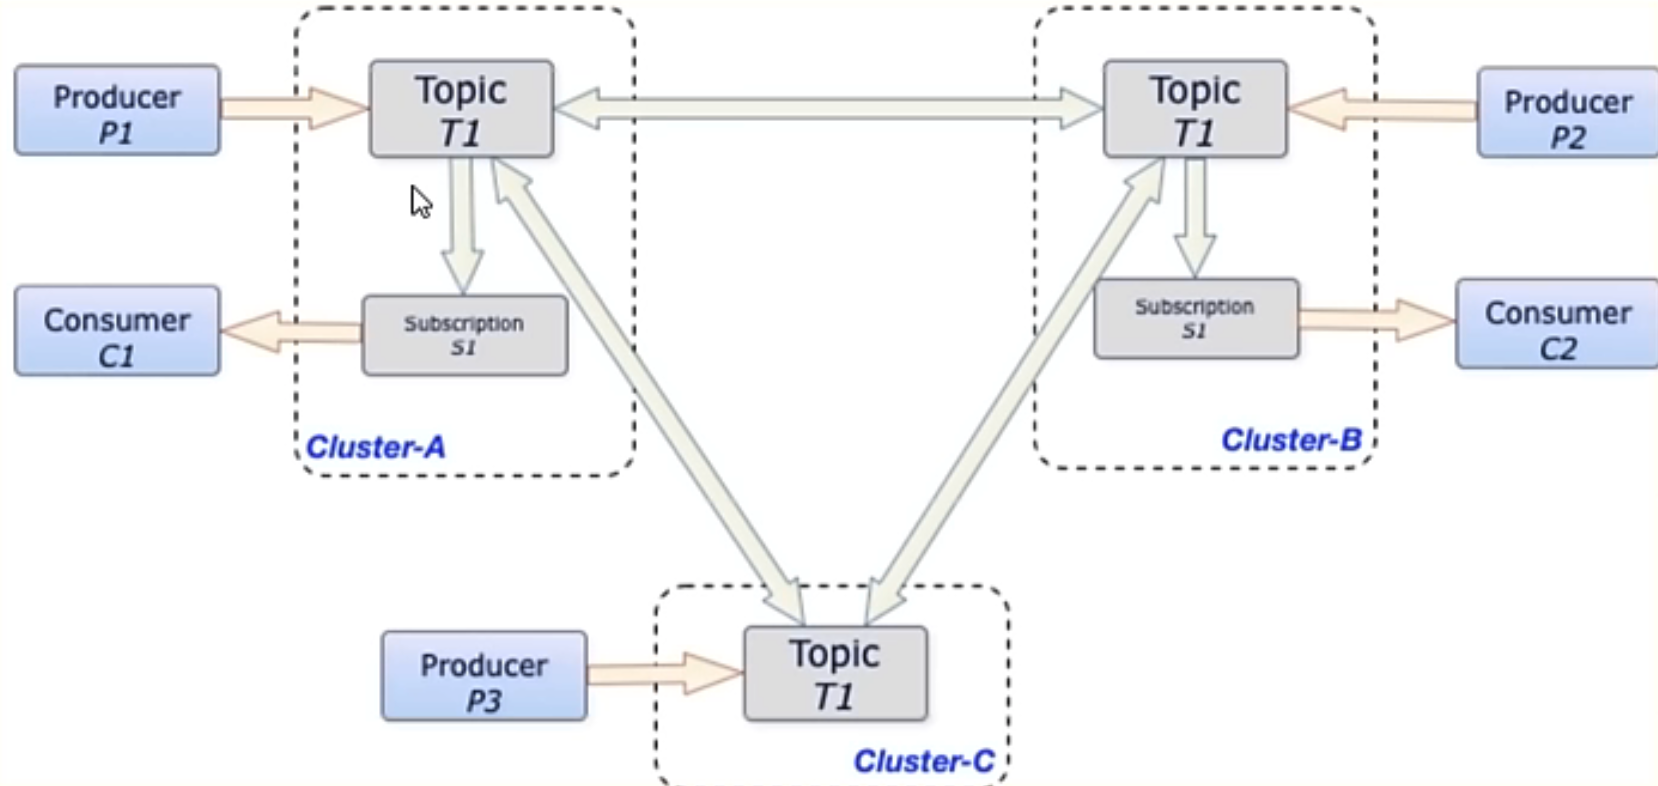 Producer
P1
Topic
T1
Topic
T1
Producer
P2
Consumer
C1
Subscription
S1
Subscription
S1
Consumer
C2
Cluster-A
Cluster-B
Producer
P3
Topic
T1
Cluster-C